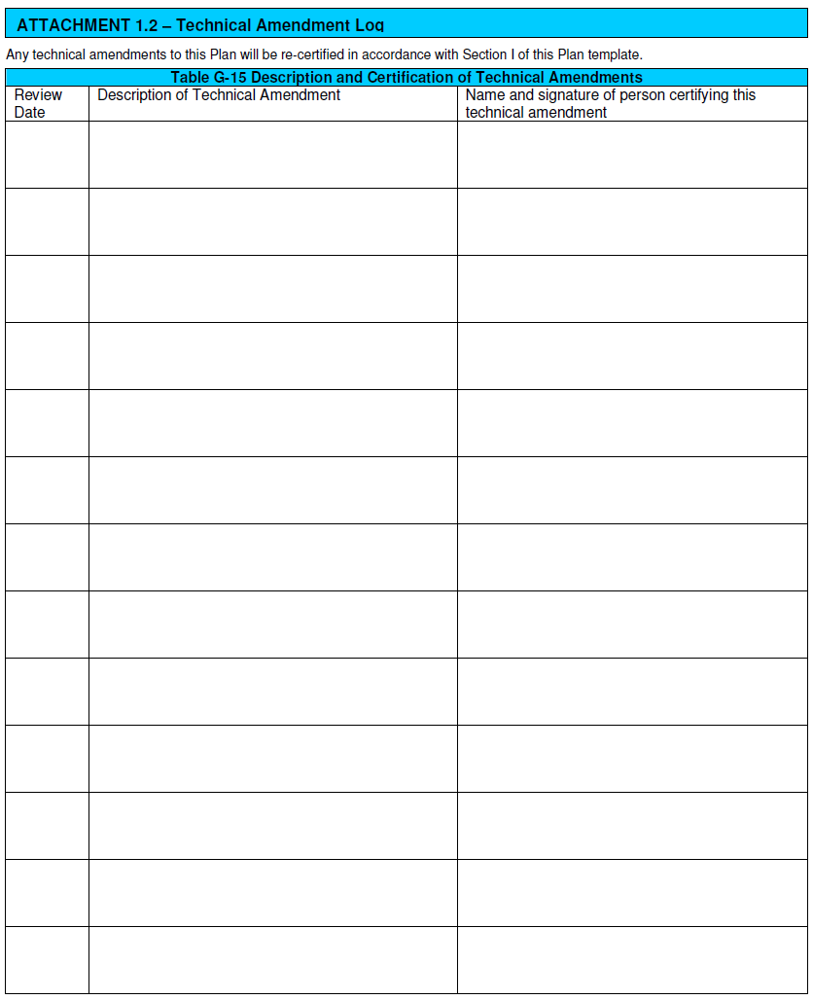 ATTACHMENT 1.2 – Technical Amendment Log
Any technical amendments to this Plan will be re-certified in accordance with Section I of this Plan template.
Table G-15 Description and Certification of Technical Amendments
Review Date
Description of Technical Amendment
Name and signature of person certifying this
technical amendment